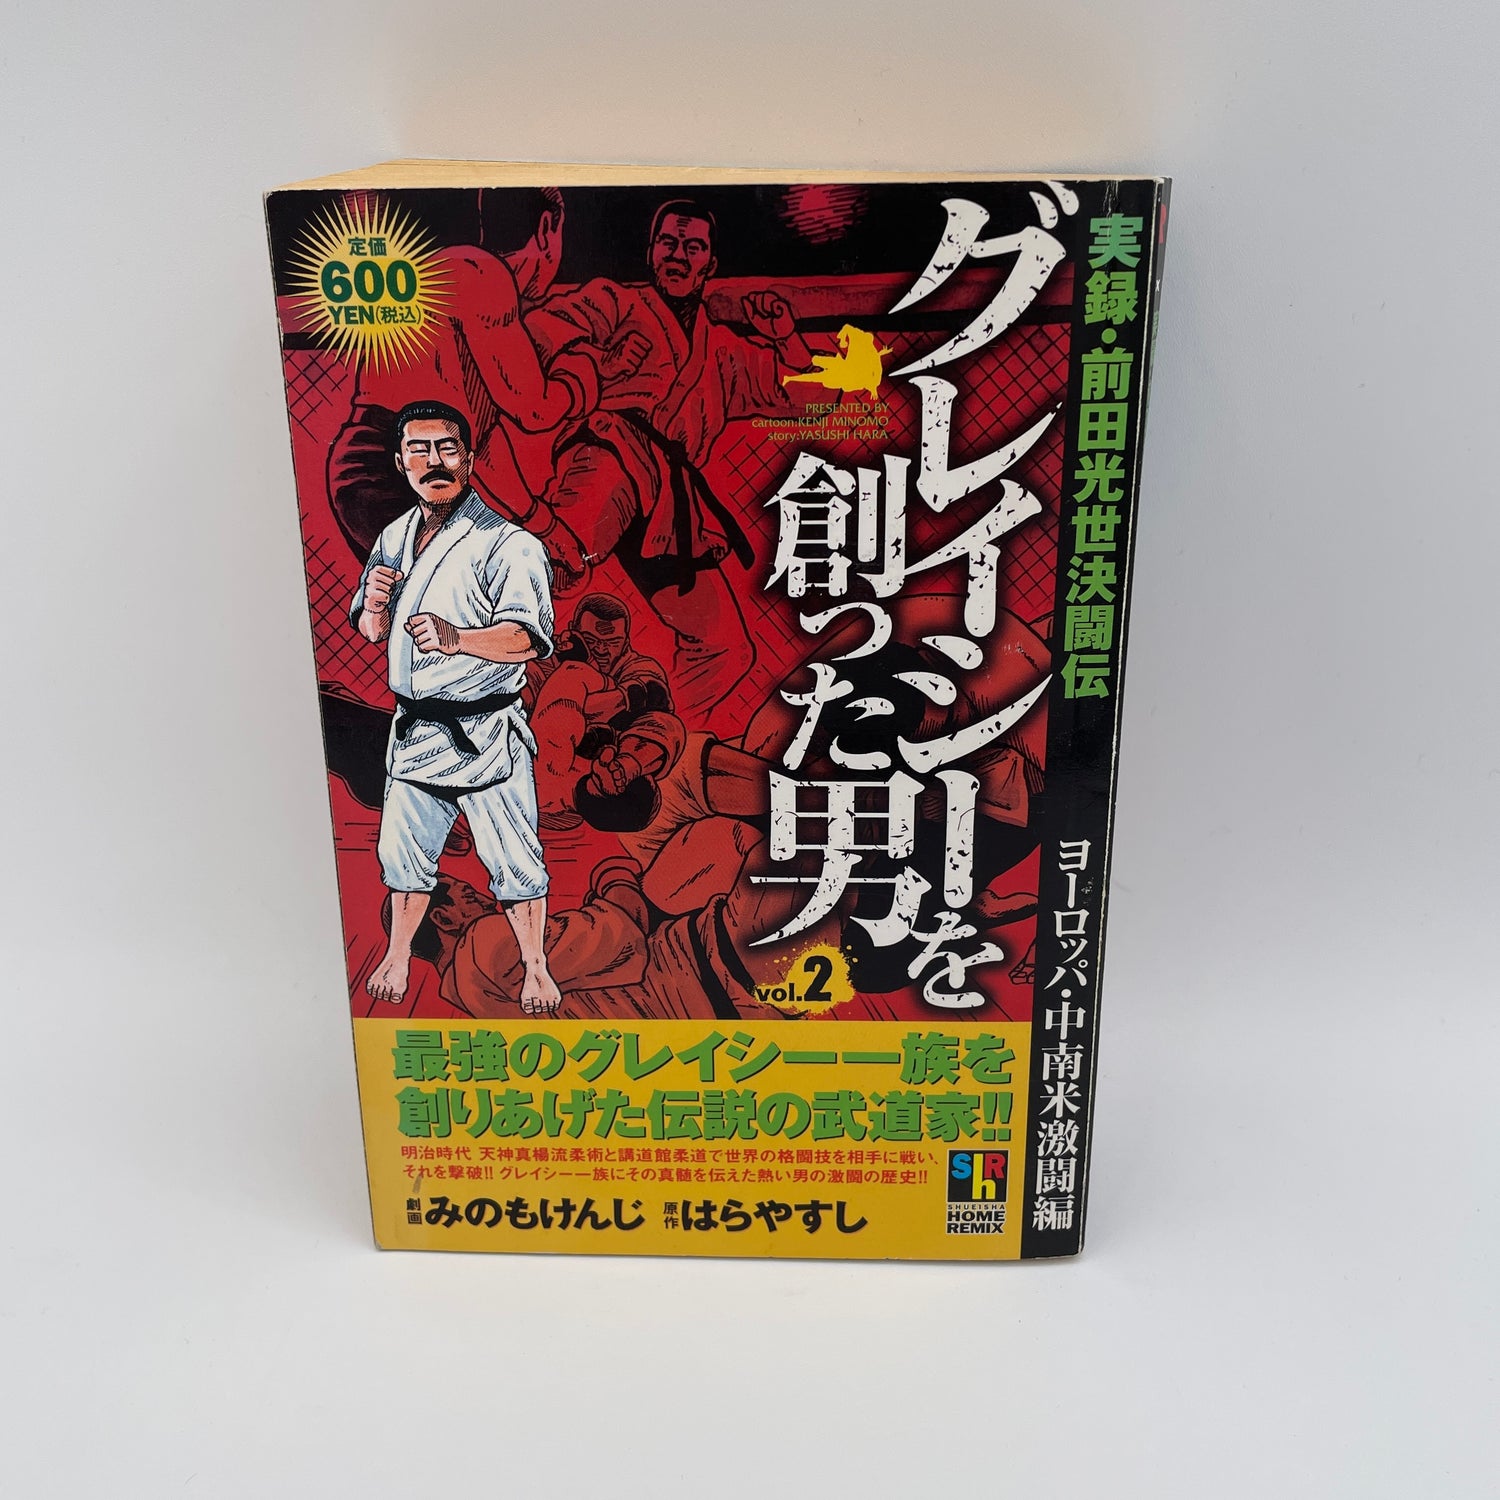 実録・前田光世決闘伝
ヨーロッパ・中南米激闘編
グレイシーを
創った男
vol.2
定価
600
YEN(税込)
PRESENTED BY
cartoon:KENJI MINOMO
story:YASUSHI HARA
最強のグレイシー一族を
創りあげた伝説の武道家!!
明治時代 天神真楊流柔術と講道館柔道で世界の格闘技を相手に戦い、
それを撃破!! グレイシー一族にその真髄を伝えた熱い男の激闘の歴史!!
劇画 みのもけんじ 原作 はらやすし
ShR
SHUEISHA
HOME
REMIX